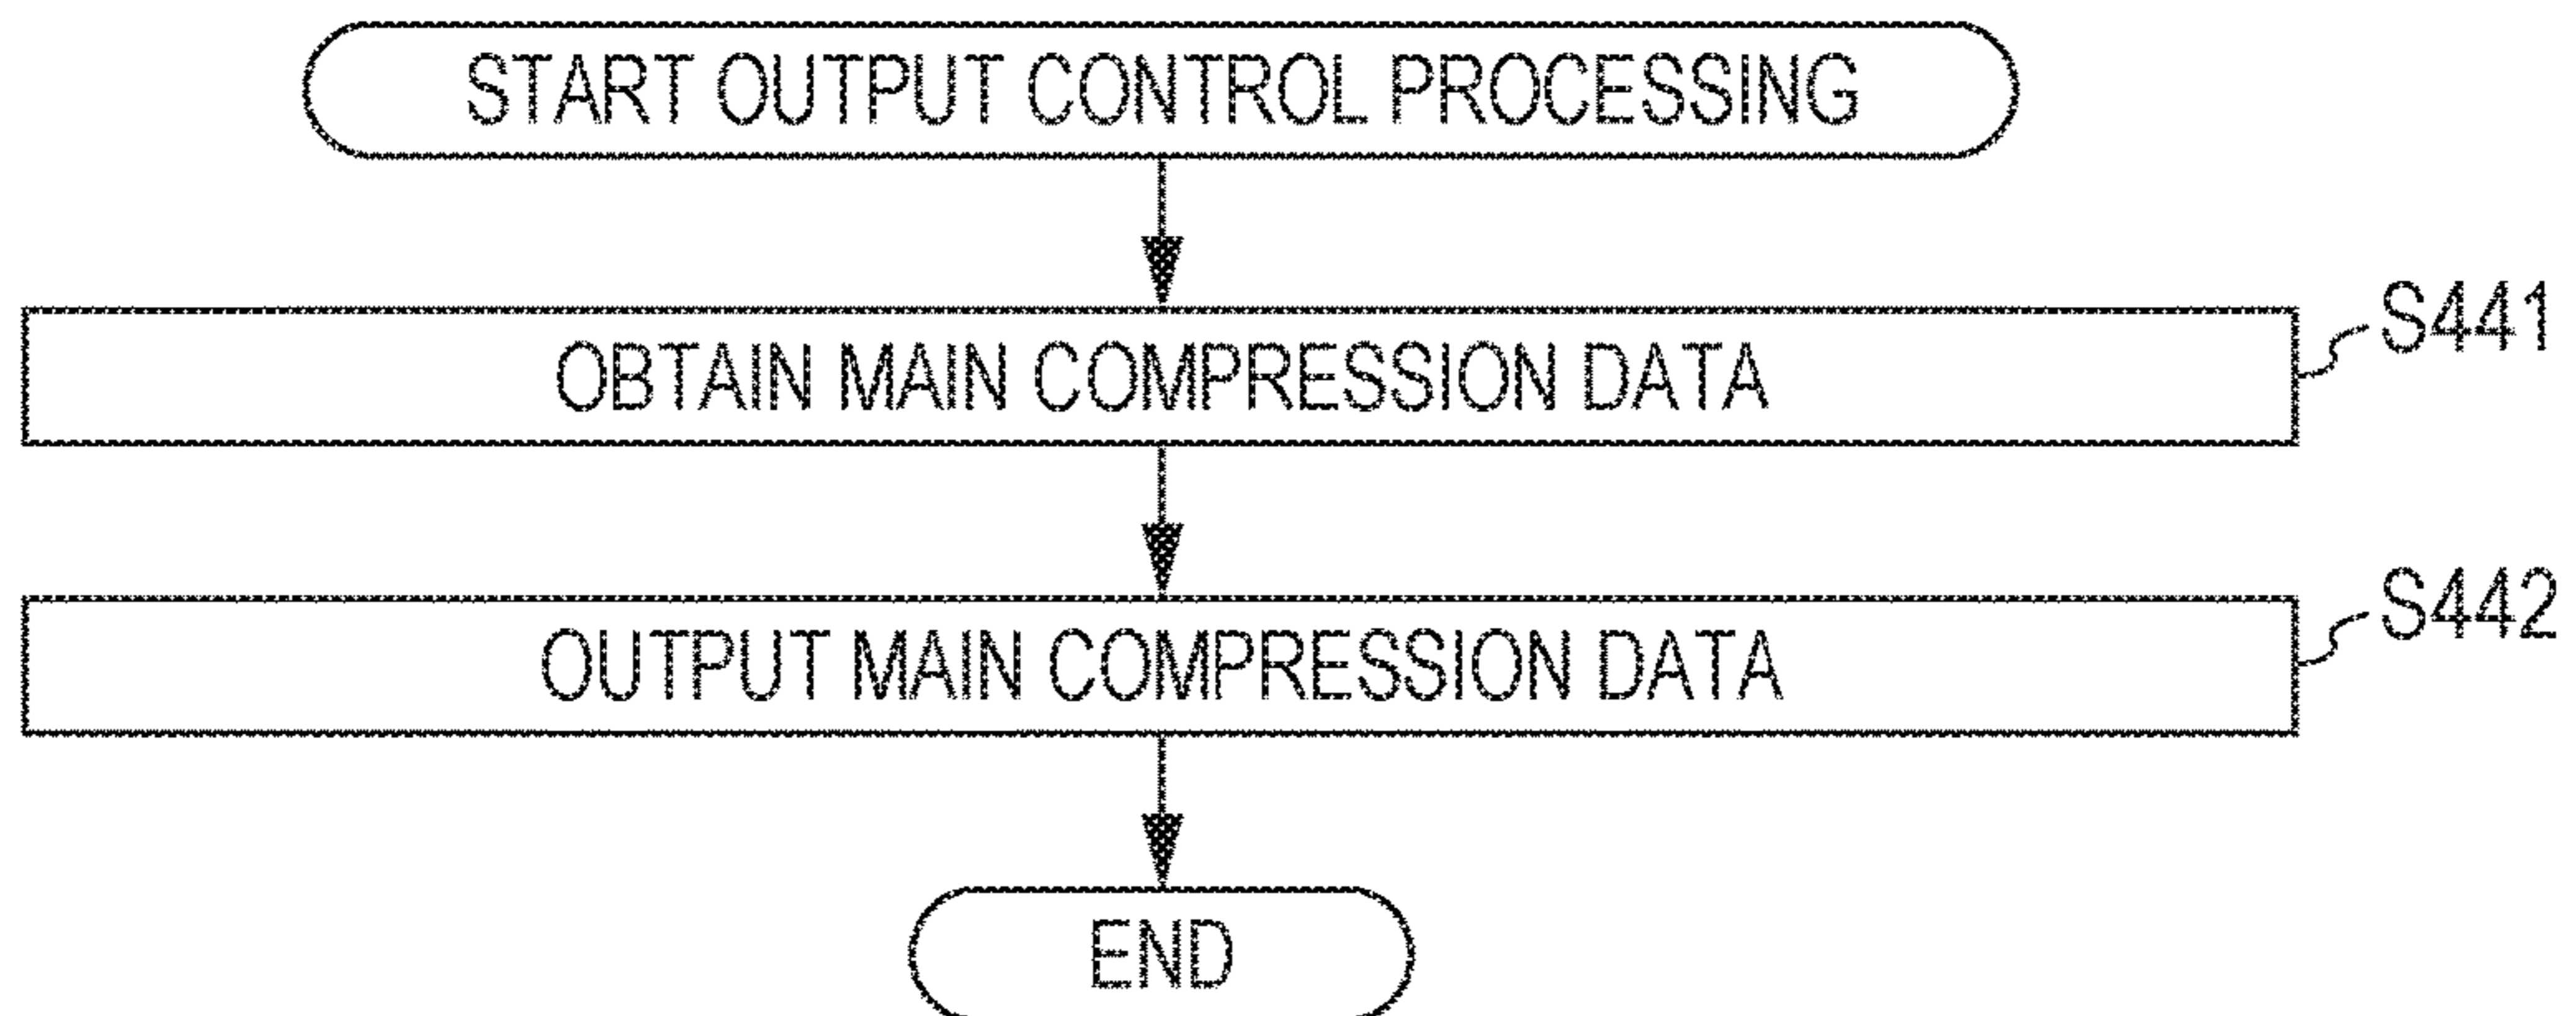 START OUTPUT CONTROL PROCESSING
OBTAIN MAIN COMPRESSION DATA
S441
OUTPUT MAIN COMPRESSION DATA
S442
END